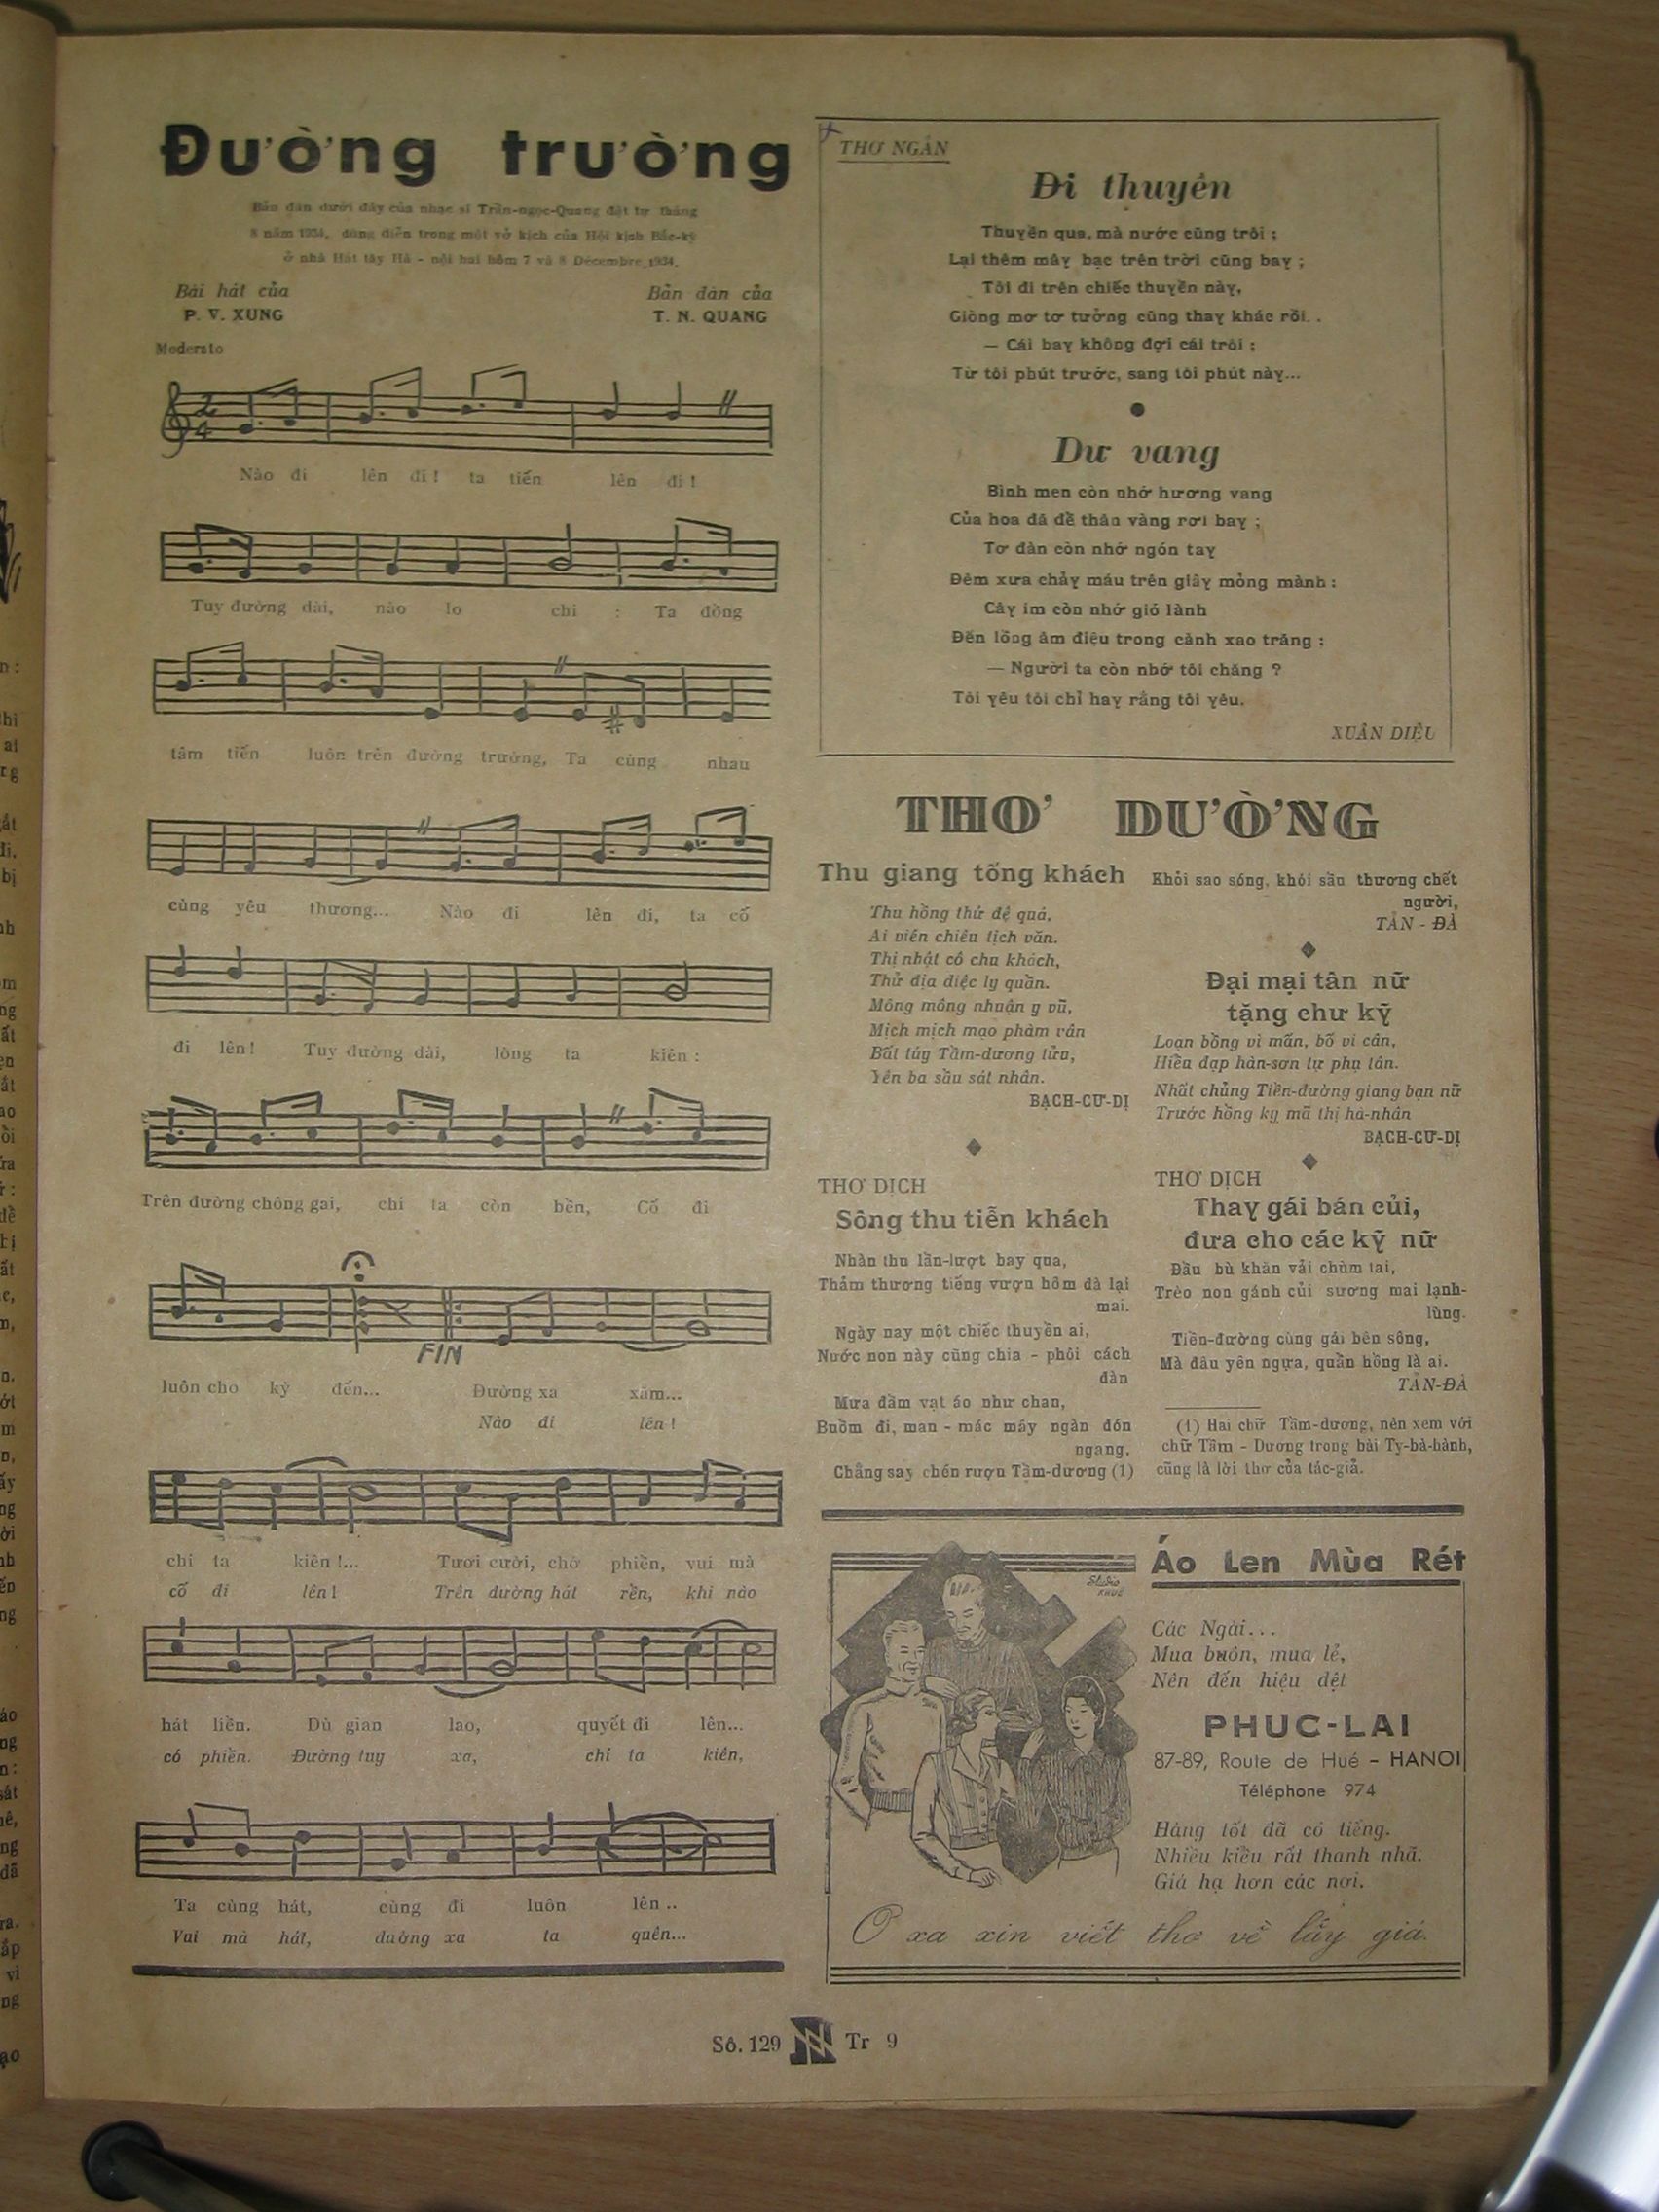 Đường trường
Bản đàn dưới đây của nhạc sĩ Trần-ngọc-Quang đặt từ tháng
8 năm 1934, dùng diễn trong một vở kịch của Hội kịch Bắc-kỳ
ở nhà Hát tây Hà - nội hai hôm 7 và 8 Décembre 1934.
Bài hát của
P. V. XUNG
Bản đàn của
T. N. QUANG
Moderato
Nào đi lên đi ! ta tiến lên đi !
Tuy đường dài, nào lo chi : Ta đồng
tâm tiến luôn trên đường trường, Ta cùng nhau
cùng yêu thương... Nào đi lên đi, ta cố
đi lên! Tuy đường dài, lòng ta kiên :
Trên đường chông gai, chí ta còn bền, Cố đi
FIN
luôn cho kỳ đến... Đường xa xăm...
Nào đi lên !
chí ta kiên !... Tươi cười, chớ phiền, vui mà
cố đi lên ! Trên đường hát rền, khi nào
hát liền. Dù gian lao, quyết đi lên...
có phiền. Đường tuy xa, chí ta kiên,
Ta cùng hát, cùng đi luôn lên ..
Vui mà hát, đường xa ta quên...
THƠ NGẮN
Đi thuyền
Thuyền qua, mà nước cũng trôi ;
Lại thêm mây bạc trên trời cũng bay ;
Tôi đi trên chiếc thuyền này,
Giòng mơ tơ tưởng cũng thay khác rồi. .
— Cái bay không đợi cái trôi ;
Từ tôi phút trước, sang tôi phút này...
Dư vang
Bình men còn nhớ hương vang
Của hoa đã để thân vàng rơi bay ;
Tơ đàn còn nhớ ngón tay
Đêm xưa chảy máu trên giây mỏng mành :
Cây im còn nhớ gió lành
Đến lồng âm điệu trong cảnh xao trăng :
— Người ta còn nhớ tôi chăng ?
Tôi yêu tôi chỉ hay rằng tôi yêu.
XUÂN DIỆU
THƠ ĐƯỜNG
Thu giang tống khách
Thu hồng thứ đệ quá,
Ai viên chiêu tịch văn.
Thị nhật cô chu khách,
Thử địa diệc ly quần.
Mông mông nhuận y vũ,
Mịch mịch mạo phàm vân
Bất túy Tầm-dương tửu,
Yên ba sầu sát nhân.
BẠCH-CƯ-DỊ
THƠ DỊCH
Sông thu tiễn khách
Nhàn thu lần-lượt bay qua,
Thảm thương tiếng vượn hôm đà lại
mai.
Ngày nay một chiếc thuyền ai,
Nước non này cũng chia - phôi cách
đàn
Mưa đầm vạt áo như chan,
Buồm đi, man - mác mây ngàn đón
ngang,
Chẳng say chén rượu Tầm-dương (1)
Khỏi sao sóng, khói sầu thương chết
người,
TẢN - ĐÀ
Đại mại tân nữ
tặng chư kỹ
Loạn bồng vi mấn, bố vi cân,
Hiểu đạp hàn-sơn tự phụ tân.
Nhất chủng Tiền-đường giang bạn nữ
Trước hồng kỵ mã thị hà-nhân
BẠCH-CƯ-DỊ
THƠ DỊCH
Thay gái bán củi,
đưa cho các kỹ nữ
Đầu bù khăn vải chùm tai,
Trèo non gánh củi sương mai lạnh-
lùng.
Tiền-đường cùng gái bên sông,
Mà đâu yên ngựa, quần hồng là ai.
TẢN-ĐÀ
(1) Hai chữ Tầm-dương, nên xem với
chữ Tầm - Dương trong bài Tỳ-bà-hành,
cũng là lời thơ của tác-giả.
Studio
KHUÊ
Áo Len Mùa Rét
Các Ngài...
Mua buôn, mua lẻ,
Nên đến hiệu dệt
PHUC-LAI
87-89, Route de Hué - HANOI
Téléphone 974
Hàng tốt đã có tiếng.
Nhiều kiểu rất thanh nhã.
Giá hạ hơn các nơi.
Ở xa xin viết thơ về lấy giá.
Số. 129 Tr 9